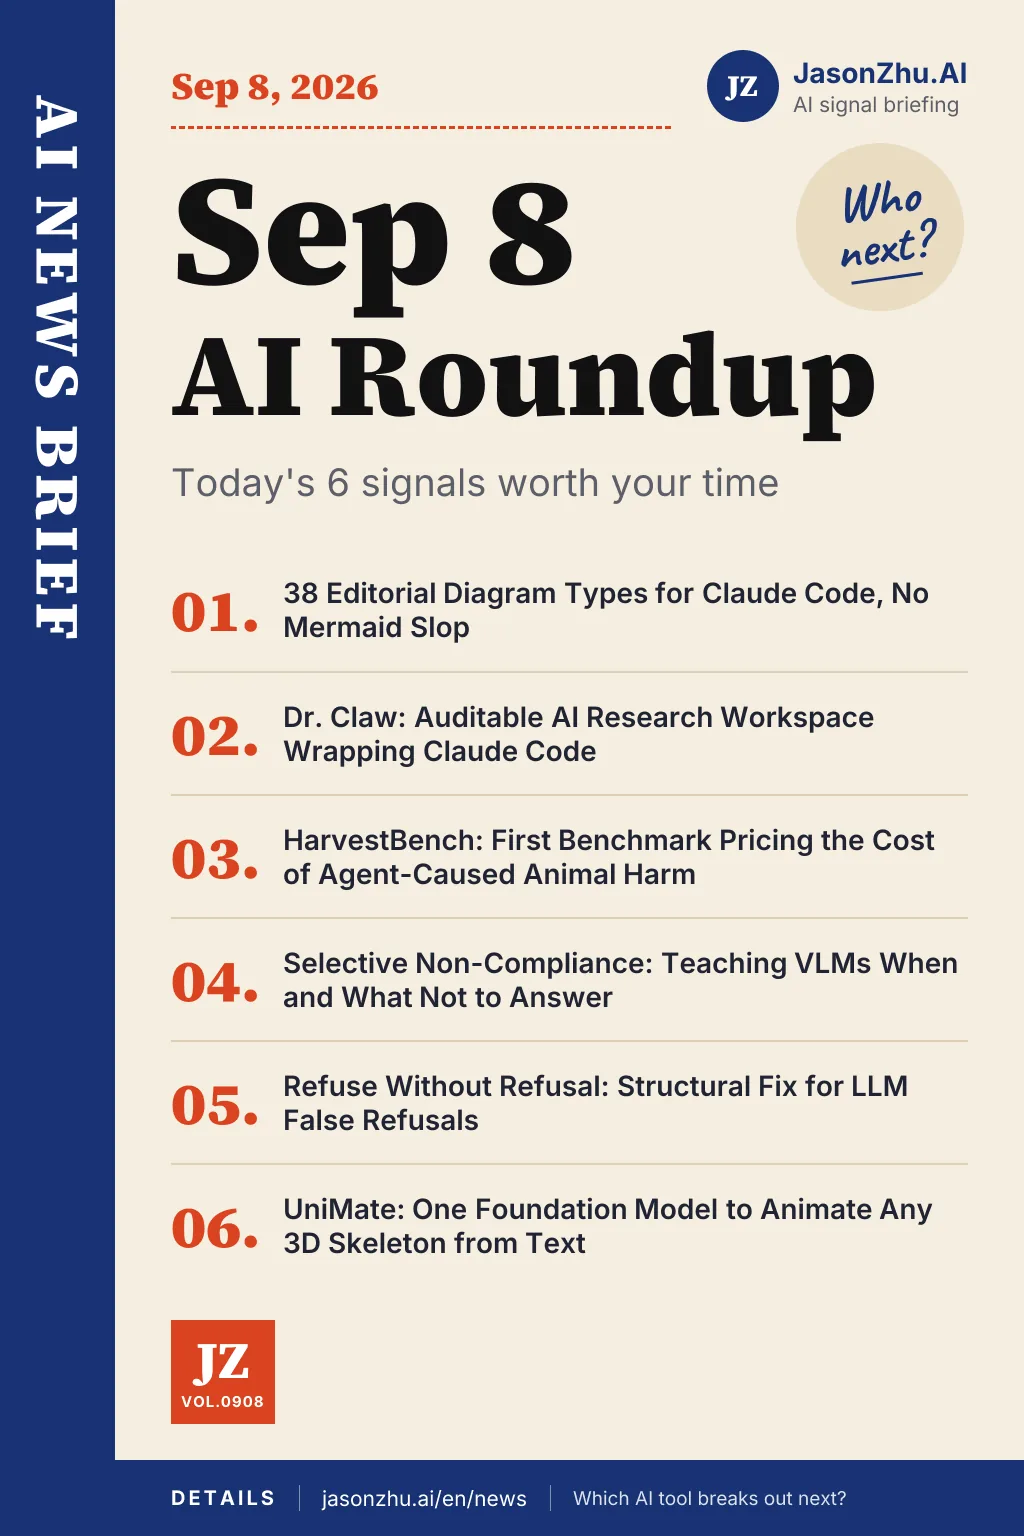 AI NEWS BRIEF
Sep 8, 2026
JZ
JasonZhu.AI
AI signal briefing
Who
next?
Sep 8
AI Roundup
Today's 6 signals worth your time
01.
38 Editorial Diagram Types for Claude Code, No
Mermaid Slop
02.
Dr. Claw: Auditable AI Research Workspace
Wrapping Claude Code
03.
HarvestBench: First Benchmark Pricing the Cost
of Agent-Caused Animal Harm
04.
Selective Non-Compliance: Teaching VLMs When
and What Not to Answer
05.
Refuse Without Refusal: Structural Fix for LLM
False Refusals
06.
UniMate: One Foundation Model to Animate Any
3D Skeleton from Text
JZ
VOL.0908
DETAILS
jasonzhu.ai/en/news
Which AI tool breaks out next?